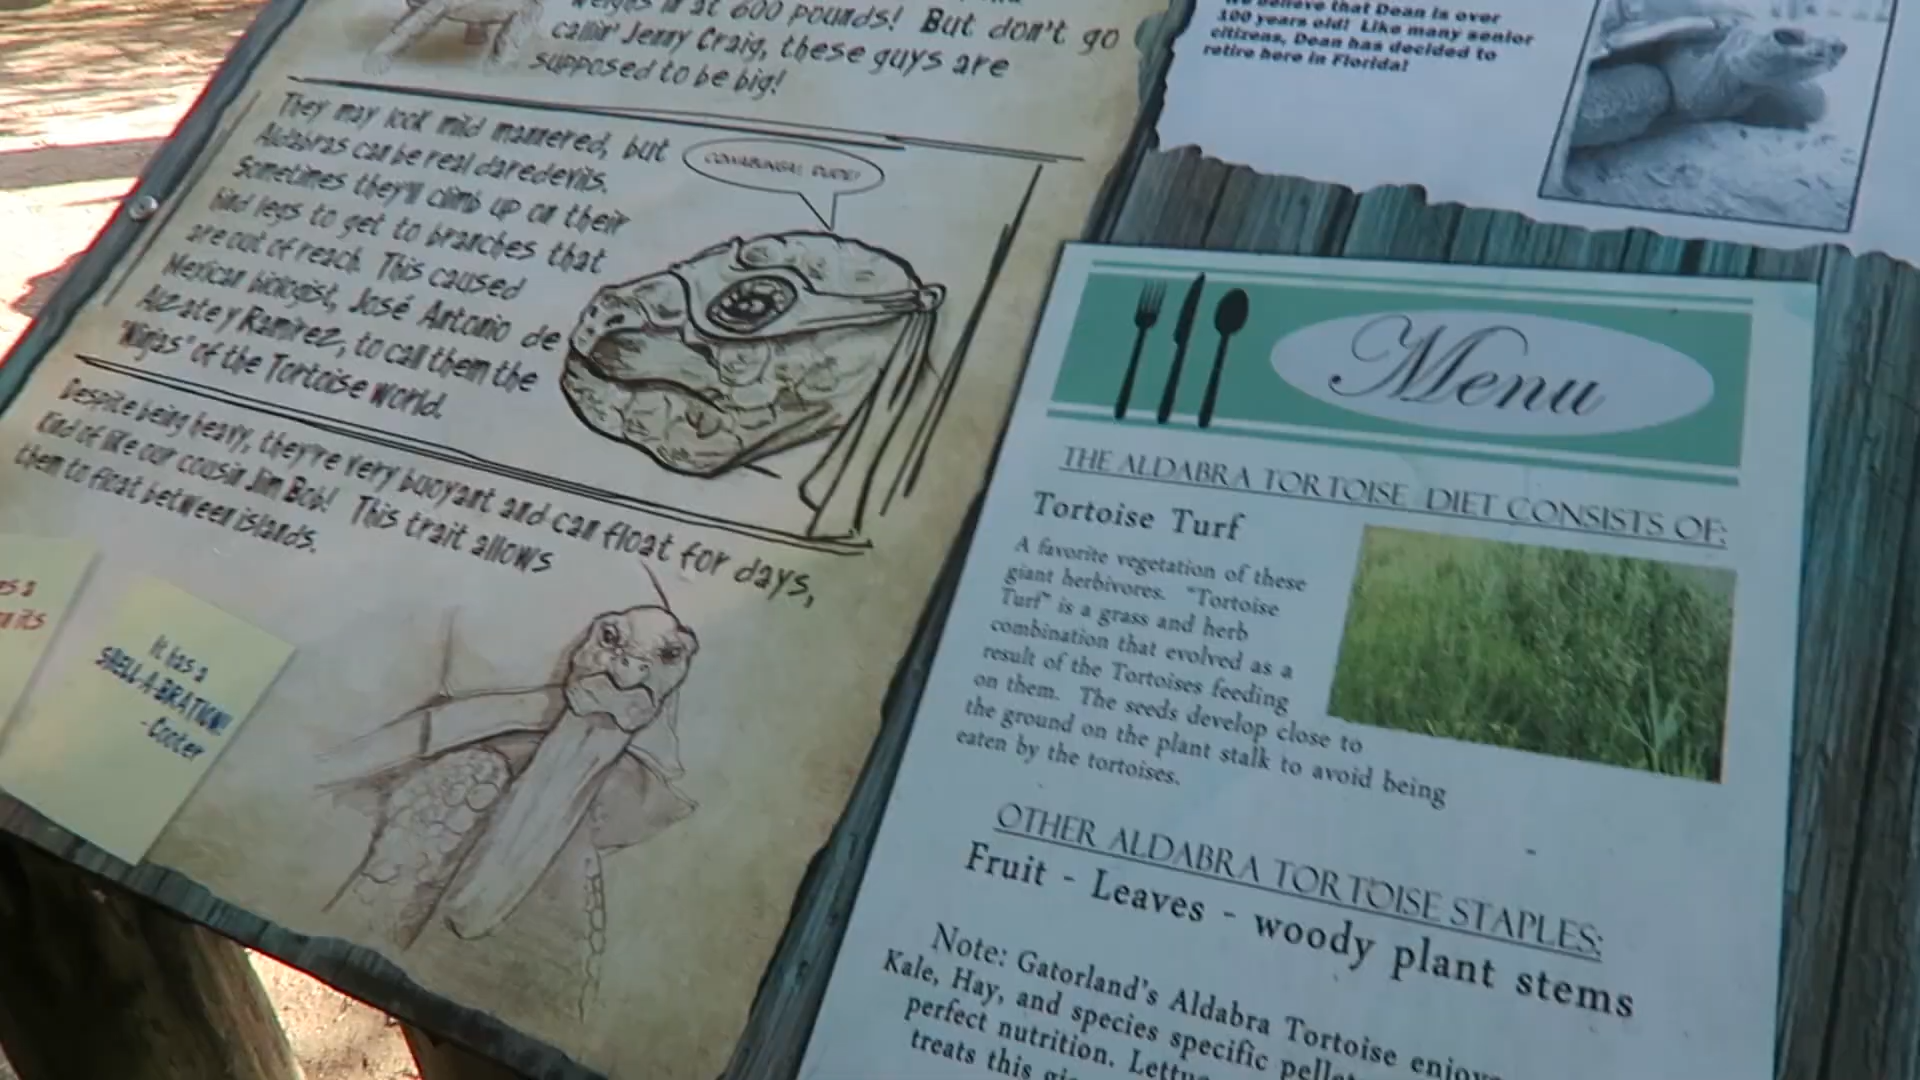 weighs in at 600 pounds! But don't go
callin' Jenny Craig, these guys are
supposed to be big!
They may look mild mannered, but
Aldabras can be real daredevils.
Sometimes they'll climb up on their
hind legs to get to branches that
are out of reach. This caused
Mexican biologist, José Antonio de
Alzate y Ramirez, to call them the
"Ninjas" of the Tortoise world.
COWABUNGA, DUDE!
Despite being heavy, they're very buoyant and can float for days,
kind of like our cousin Jim Bob! This trait allows
them to float between islands.
It has a
SHELL-A-BRATION!
- Cooter
We believe that Dean is over
100 years old! Like many senior
citizens, Dean has decided to
retire here in Florida!
Menu
THE ALDABRA TORTOISE DIET CONSISTS OF:
Tortoise Turf
A favorite vegetation of these
giant herbivores. "Tortoise
Turf" is a grass and herb
combination that evolved as a
result of the Tortoises feeding
on them. The seeds develop close to
the ground on the plant stalk to avoid being
eaten by the tortoises.
OTHER ALDABRA TORTOISE STAPLES:
Fruit - Leaves - woody plant stems
Note: Gatorland's Aldabra Tortoise
Kale, Hay, and species specific
perfect nutrition.
treats this